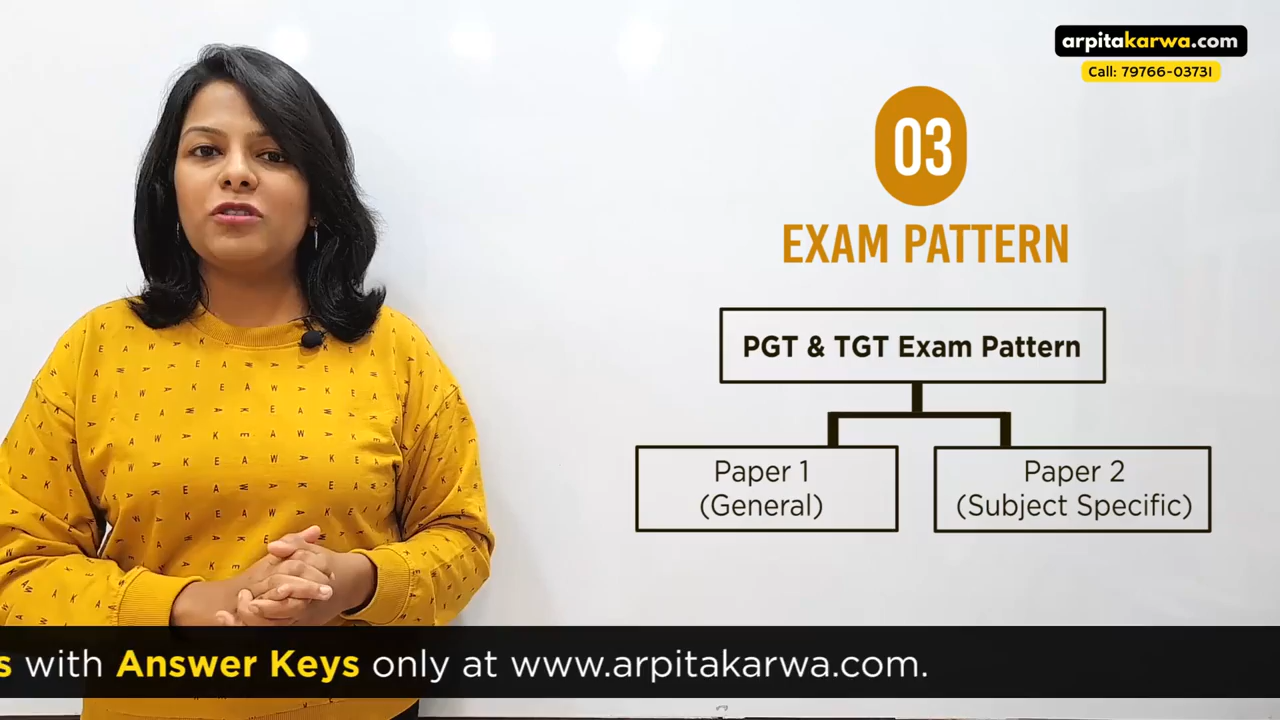 arpitakarwa.com
Call: 79766-03731
03
EXAM PATTERN
PGT & TGT Exam Pattern
Paper 1
(General)
Paper 2
(Subject Specific)
s with Answer Keys only at www.arpitakarwa.com.